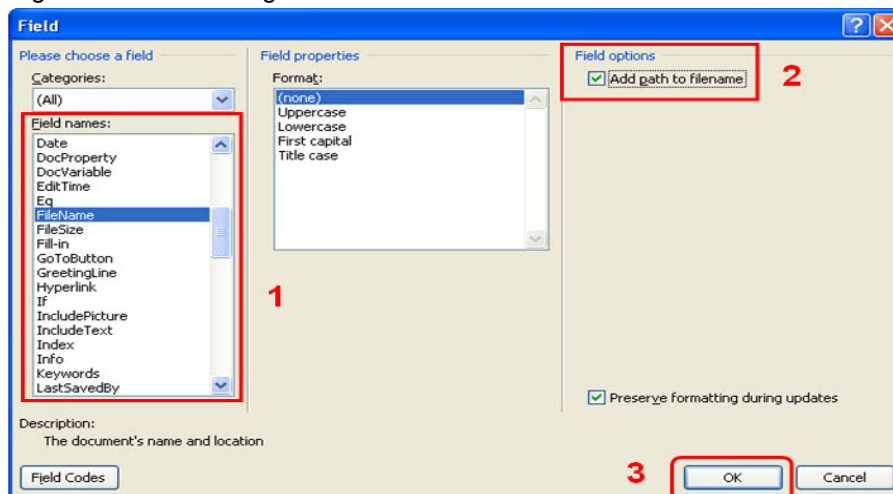 Field
Please choose a field
Categories:
(All)
Field names:
Date
DocProperty
DocVariable
EditTime
Eq
FileName
FileSize
Fill-in
GoToButton
GreetingLine
Hyperlink
If
IncludePicture
IncludeText
Index
Info
Keywords
LastSavedBy
1
Field properties
Format:
(none)
Uppercase
Lowercase
First capital
Title case
Field options
Add path to filename
2
Preserve formatting during updates
Description:
The document's name and location
Field Codes
3
OK
Cancel